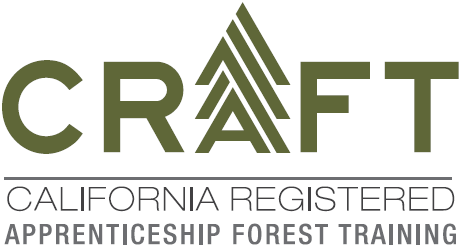 CRAFT
CALIFORNIA REGISTERED
APPRENTICESHIP FOREST TRAINING